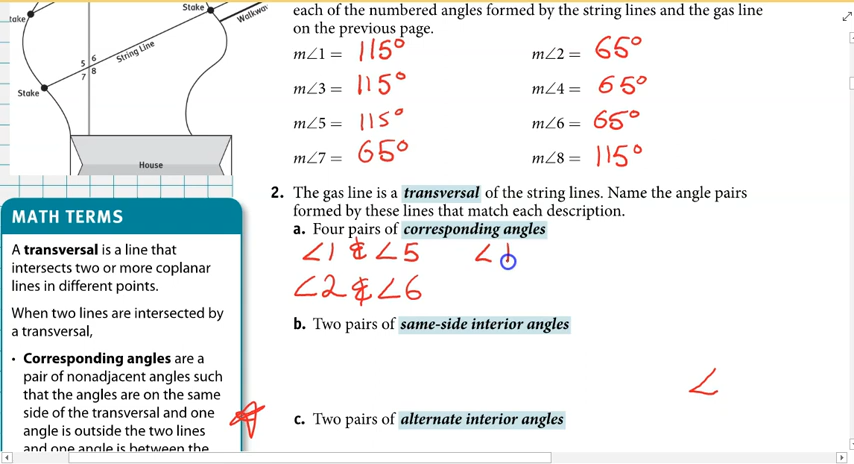 Stake
Walkwa
take
5 6
String Line
7 8
Stake
House
MATH TERMS
A transversal is a line that
intersects two or more coplanar
lines in different points.
When two lines are intersected by
a transversal,
• Corresponding angles are a
pair of nonadjacent angles such
that the angles are on the same
side of the transversal and one
angle is outside the two lines
and one angle is between the
each of the numbered angles formed by the string lines and the gas line
on the previous page.
m∠1 = 115° m∠2 = 65°
m∠3 = 115° m∠4 = 65°
m∠5 = 115° m∠6 = 65°
m∠7 = 65° m∠8 = 115°
2. The gas line is a transversal of the string lines. Name the angle pairs
formed by these lines that match each description.
a. Four pairs of corresponding angles
∠1 & ∠5 ∠
∠2 & ∠6
b. Two pairs of same-side interior angles
∠
c. Two pairs of alternate interior angles